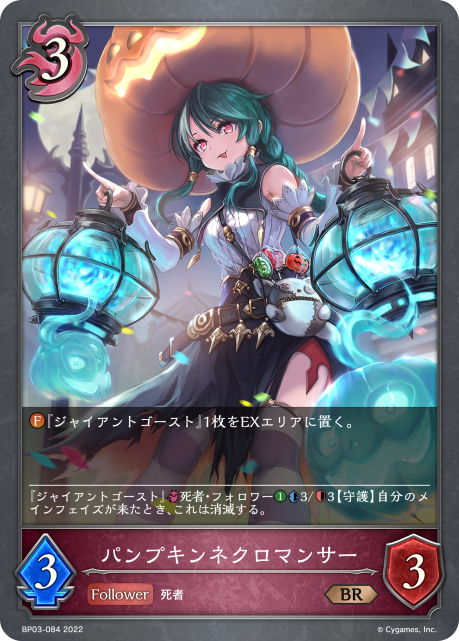 3
F『ジャイアントゴースト』1枚をEXエリアに置く。
『ジャイアントゴースト』死者・フォロワー 1 3/3【守護】自分のメ
インフェイズが来たとき、これは消滅する。
パンプキンネクロマンサー
3
Follower 死者
BR
3
BP03-084 2022
© Cygames, Inc.